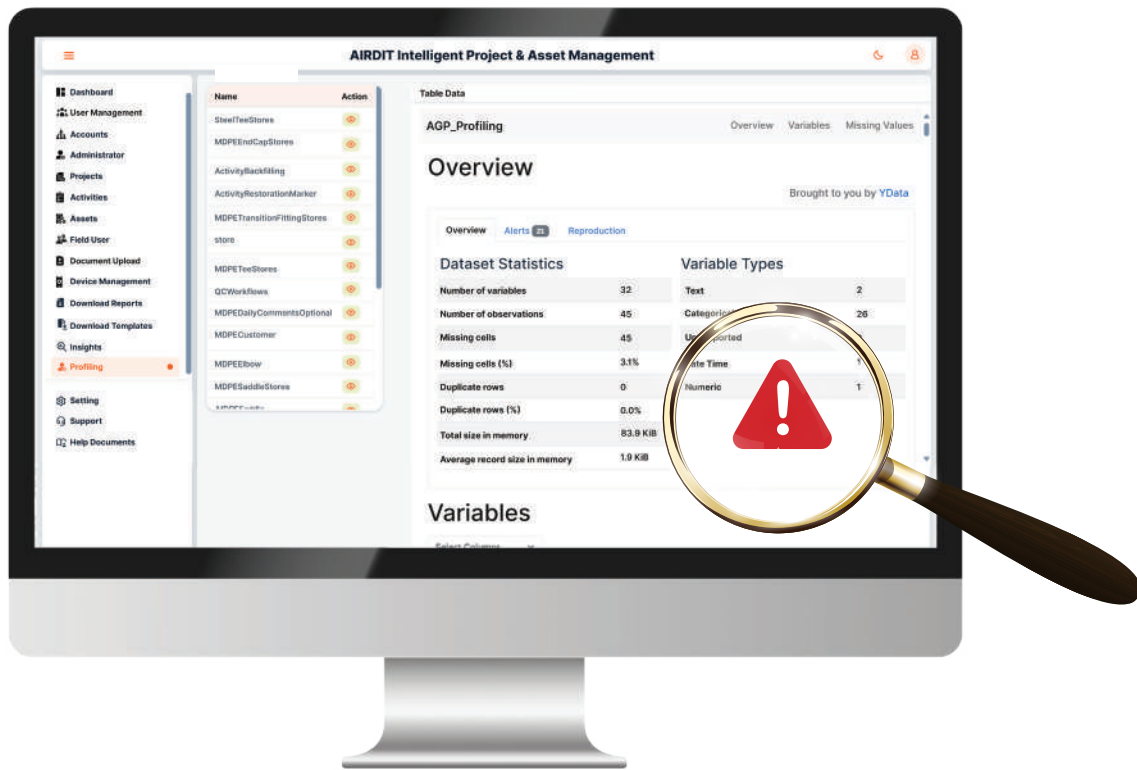 AIRDIT Intelligent Project & Asset Management
Dashboard
User Management
Accounts
Administrator
Projects
Activities
Assets
Field User
Document Upload
Device Management
Download Reports
Download Templates
Insights
Profiling
Setting
Support
Help Documents
Name Action
SteelTeeStores
MDPEEndCapStores
ActivityBackfilling
ActivityRestorationMarker
MDPETransitionFittingStores
store
MDPETeeStores
QCWorkflows
MDPEDailyCommentsOptional
MDPECustomer
MDPEElbow
MDPESaddleStores
Table Data
AGP_Profiling Overview Variables Missing Values
Overview
Brought to you by YData
Overview Alerts 21 Reproduction
Dataset Statistics
Number of variables 32
Number of observations 45
Missing cells 45
Missing cells (%) 3.1%
Duplicate rows 0
Duplicate rows (%) 0.0%
Total size in memory 83.9 KiB
Average record size in memory 1.9 KiB
Variable Types
Text 2
26
Time 1
Numeric 1
Variables
Select Columns